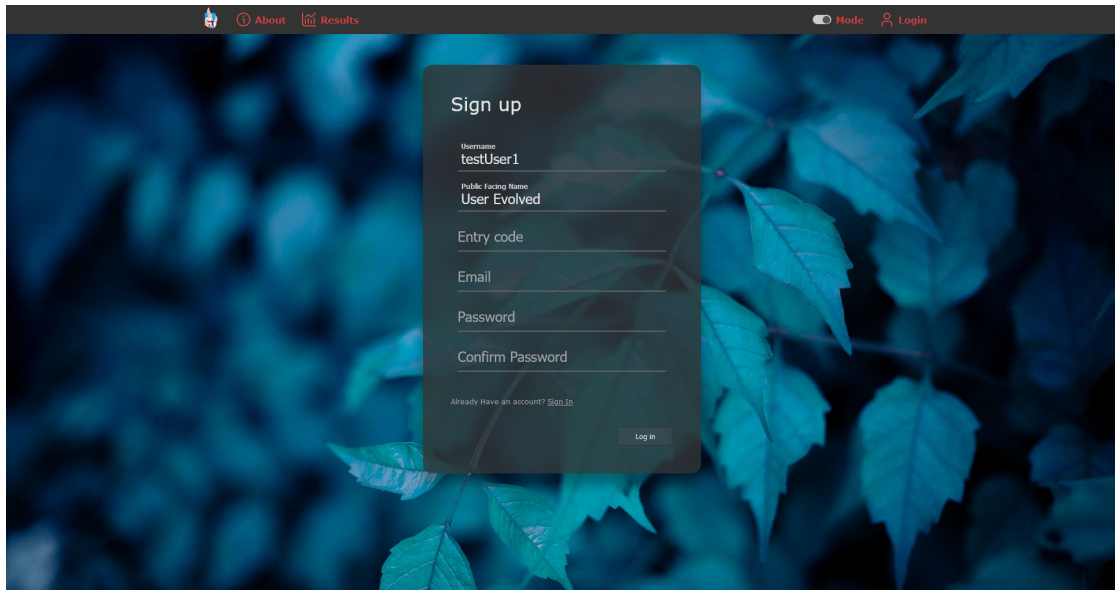 About Results Mode Login
Sign up
Username
testUser1
Public Facing Name
User Evolved
Entry code
Email
Password
Confirm Password
Already Have an account? Sign In
Log in